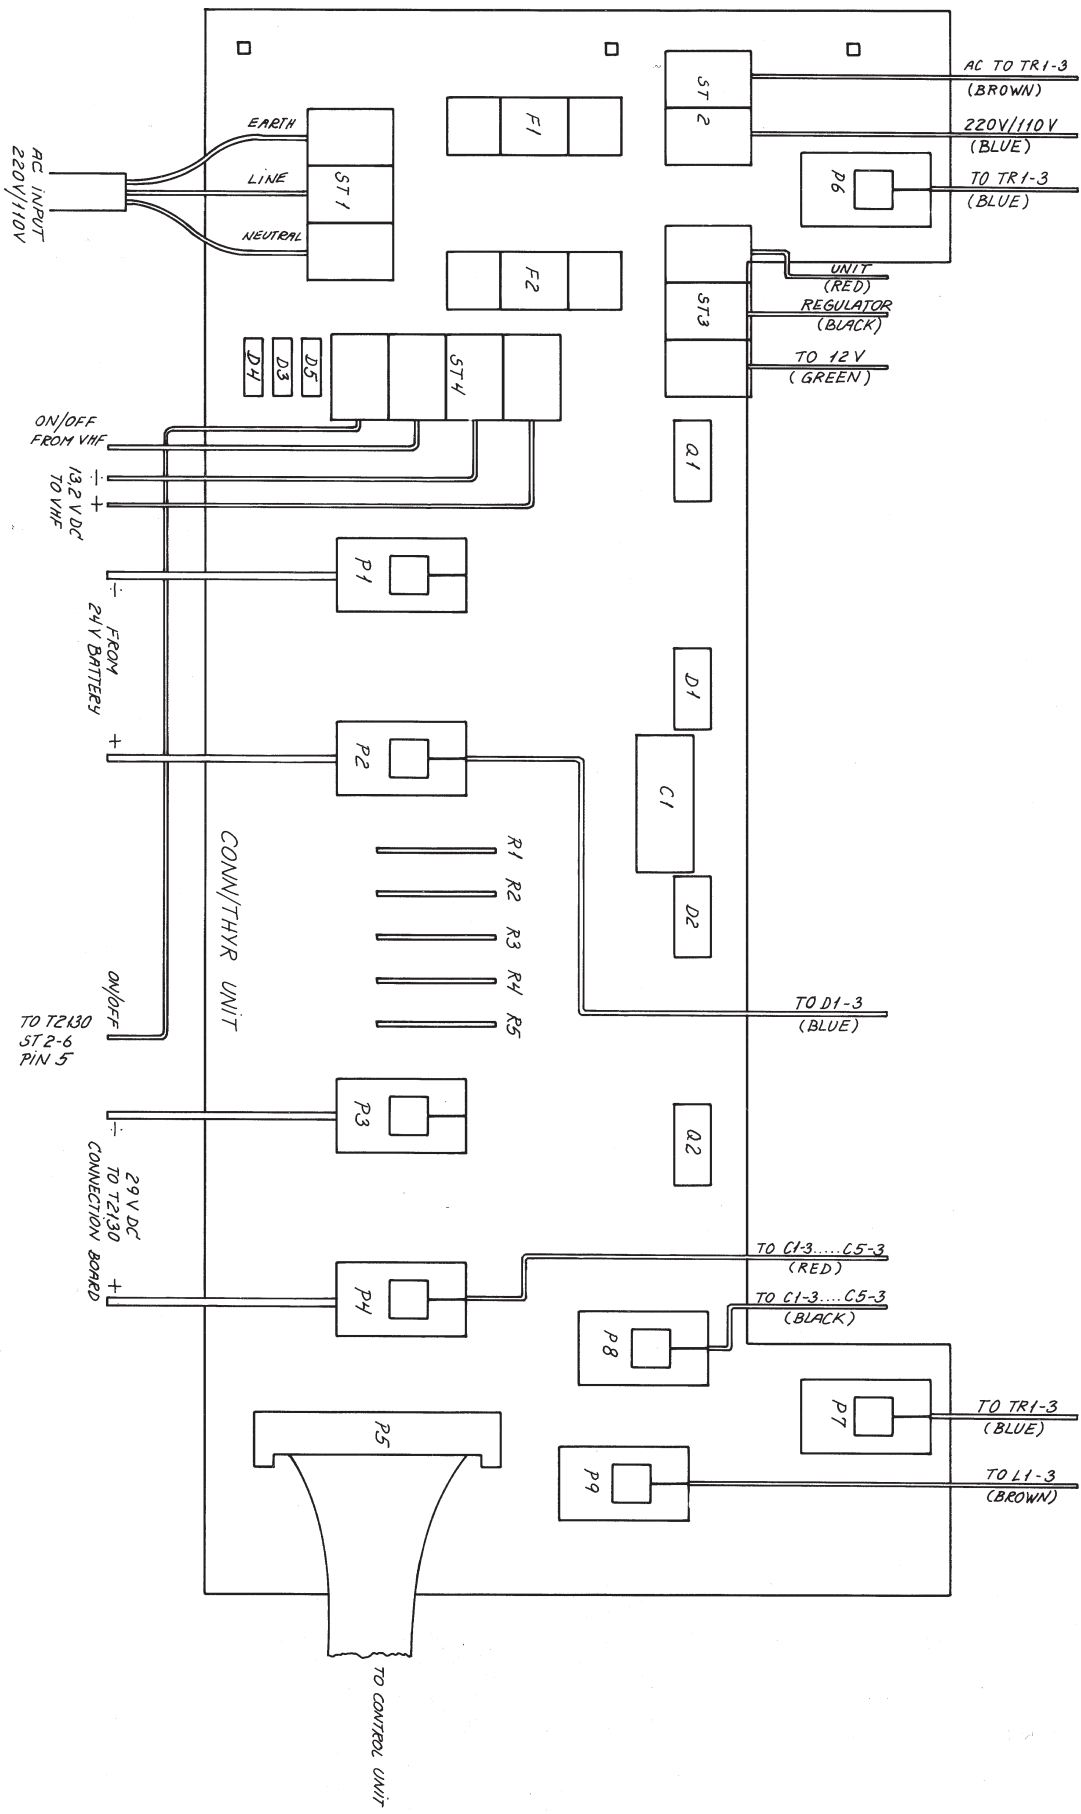 AC TO TR1-3
(BROWN)
220V/110V
(BLUE)
TO TR1-3
(BLUE)
ST 2
P6
F1
EARTH
LINE
NEUTRAL
ST1
AC INPUT
220V/110V
F2
UNIT
(RED)
REGULATOR
(BLACK)
TO 12V
(GREEN)
ST3
D4
D3
D5
ST4
ON/OFF
FROM VHF
÷
+
13,2 V DC
TO VHF
Q1
P1
÷
FROM
24V BATTERY
+
P2
D1
C1
D2
R1
R2
R3
R4
R5
CONN/THYR UNIT
TO D1-3
(BLUE)
ON/OFF
TO T2130
ST 2-6
PIN 5
P3
Q2
÷
29V DC
TO T2130
CONNECTION BOARD
+
P4
TO C1-3.....C5-3
(RED)
TO C1-3....C5-3
(BLACK)
P8
P7
TO TR1-3
(BLUE)
P5
P9
TO L1-3
(BROWN)
TO CONTROL UNIT